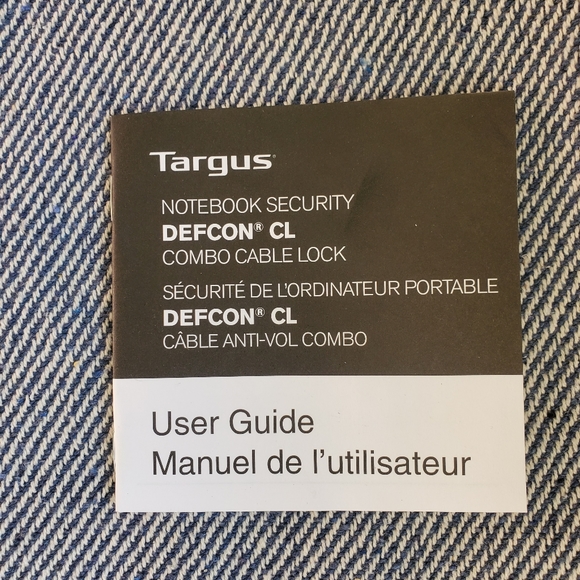 Targus
NOTEBOOK SECURITY
DEFCON® CL
COMBO CABLE LOCK
SÉCURITÉ DE L'ORDINATEUR PORTABLE
DEFCON® CL
CÂBLE ANTI-VOL COMBO
User Guide
Manuel de l'utilisateur